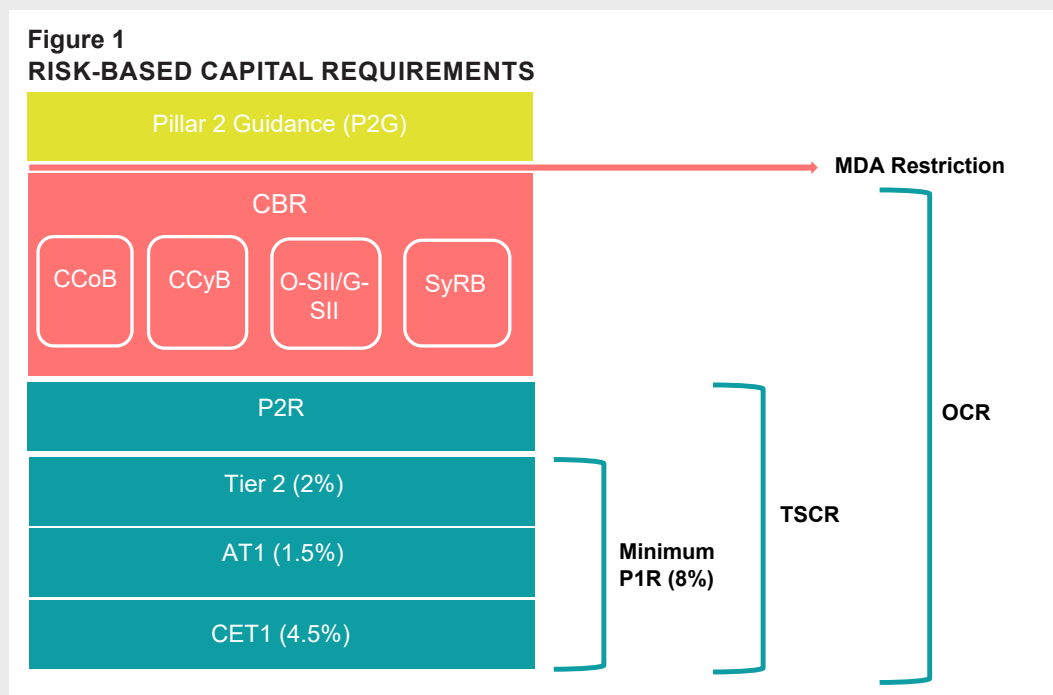 Figure 1
RISK-BASED CAPITAL REQUIREMENTS
Pillar 2 Guidance (P2G)
MDA Restriction
CBR
CCoB
CCyB
O-SII/G-
SII
SyRB
P2R
OCR
Tier 2 (2%)
TSCR
AT1 (1.5%)
Minimum
P1R (8%)
CET1 (4.5%)